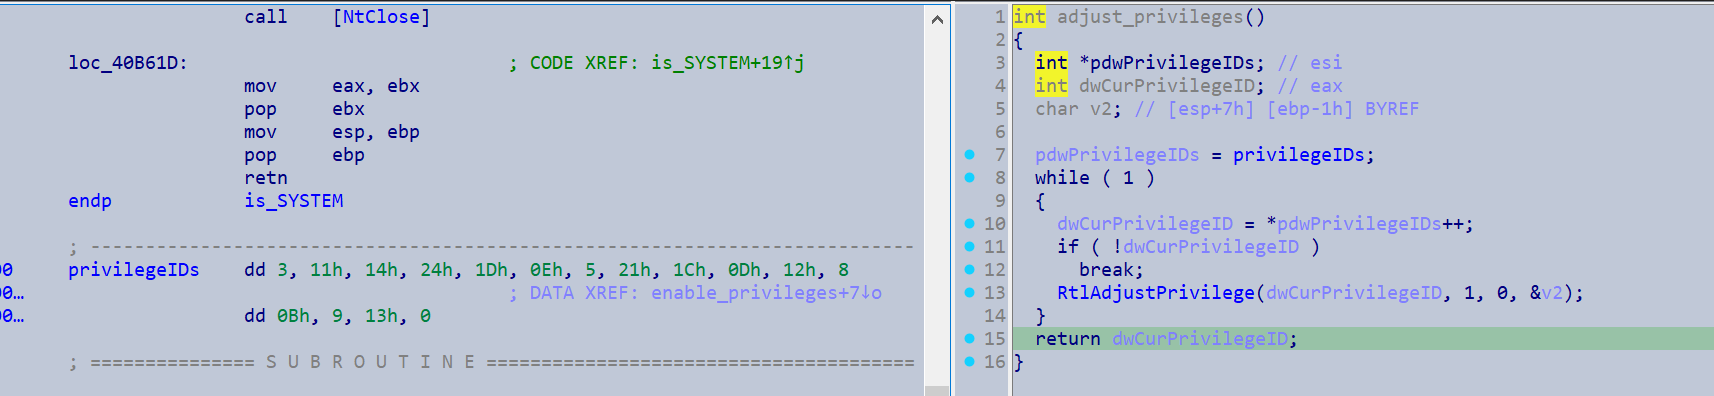 call [NtClose]
loc_40B61D: ; CODE XREF: is_SYSTEM+19↑j
mov eax, ebx
pop ebx
mov esp, ebp
pop ebp
retn
endp is_SYSTEM
; ---------------------------------------------------------------------------
00 privilegeIDs dd 3, 11h, 14h, 24h, 1Dh, 0Eh, 5, 21h, 1Ch, 0Dh, 12h, 8
00... ; DATA XREF: enable_privileges+7↓o
00... dd 0Bh, 9, 13h, 0
; =============== S U B R O U T I N E =======================================
1 int adjust_privileges()
2 {
3 int *pdwPrivilegeIDs; // esi
4 int dwCurPrivilegeID; // eax
5 char v2; // [esp+7h] [ebp-1h] BYREF
6
7 pdwPrivilegeIDs = privilegeIDs;
8 while ( 1 )
9 {
10 dwCurPrivilegeID = *pdwPrivilegeIDs++;
11 if ( !dwCurPrivilegeID )
12 break;
13 RtlAdjustPrivilege(dwCurPrivilegeID, 1, 0, &v2);
14 }
15 return dwCurPrivilegeID;
16 }